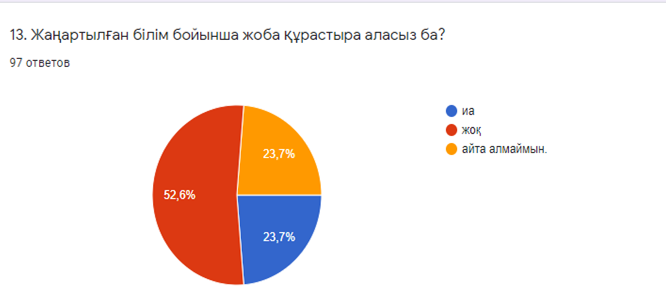 13. Жаңартылған білім бойынша жоба құрастыра аласыз ба?
97 ответов
иа
жоқ
айта алмаймын.
23,7%
52,6%
23,7%